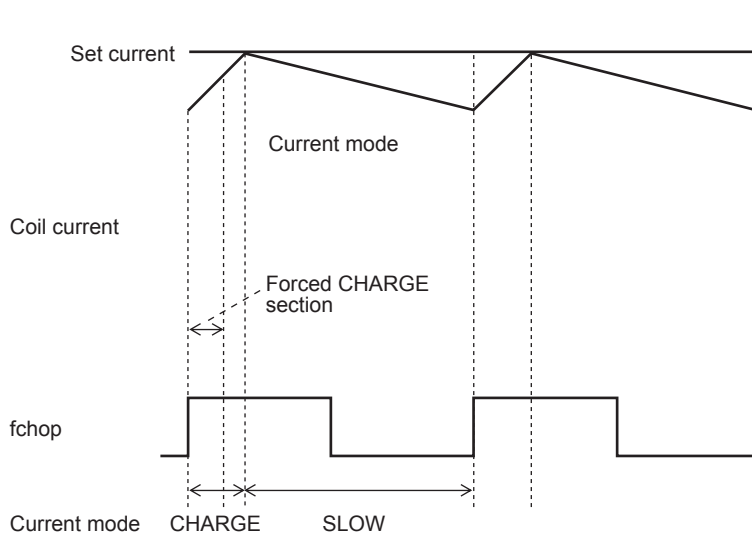 Set current
Current mode
Coil current
Forced CHARGE
section
fchop
Current mode CHARGE SLOW